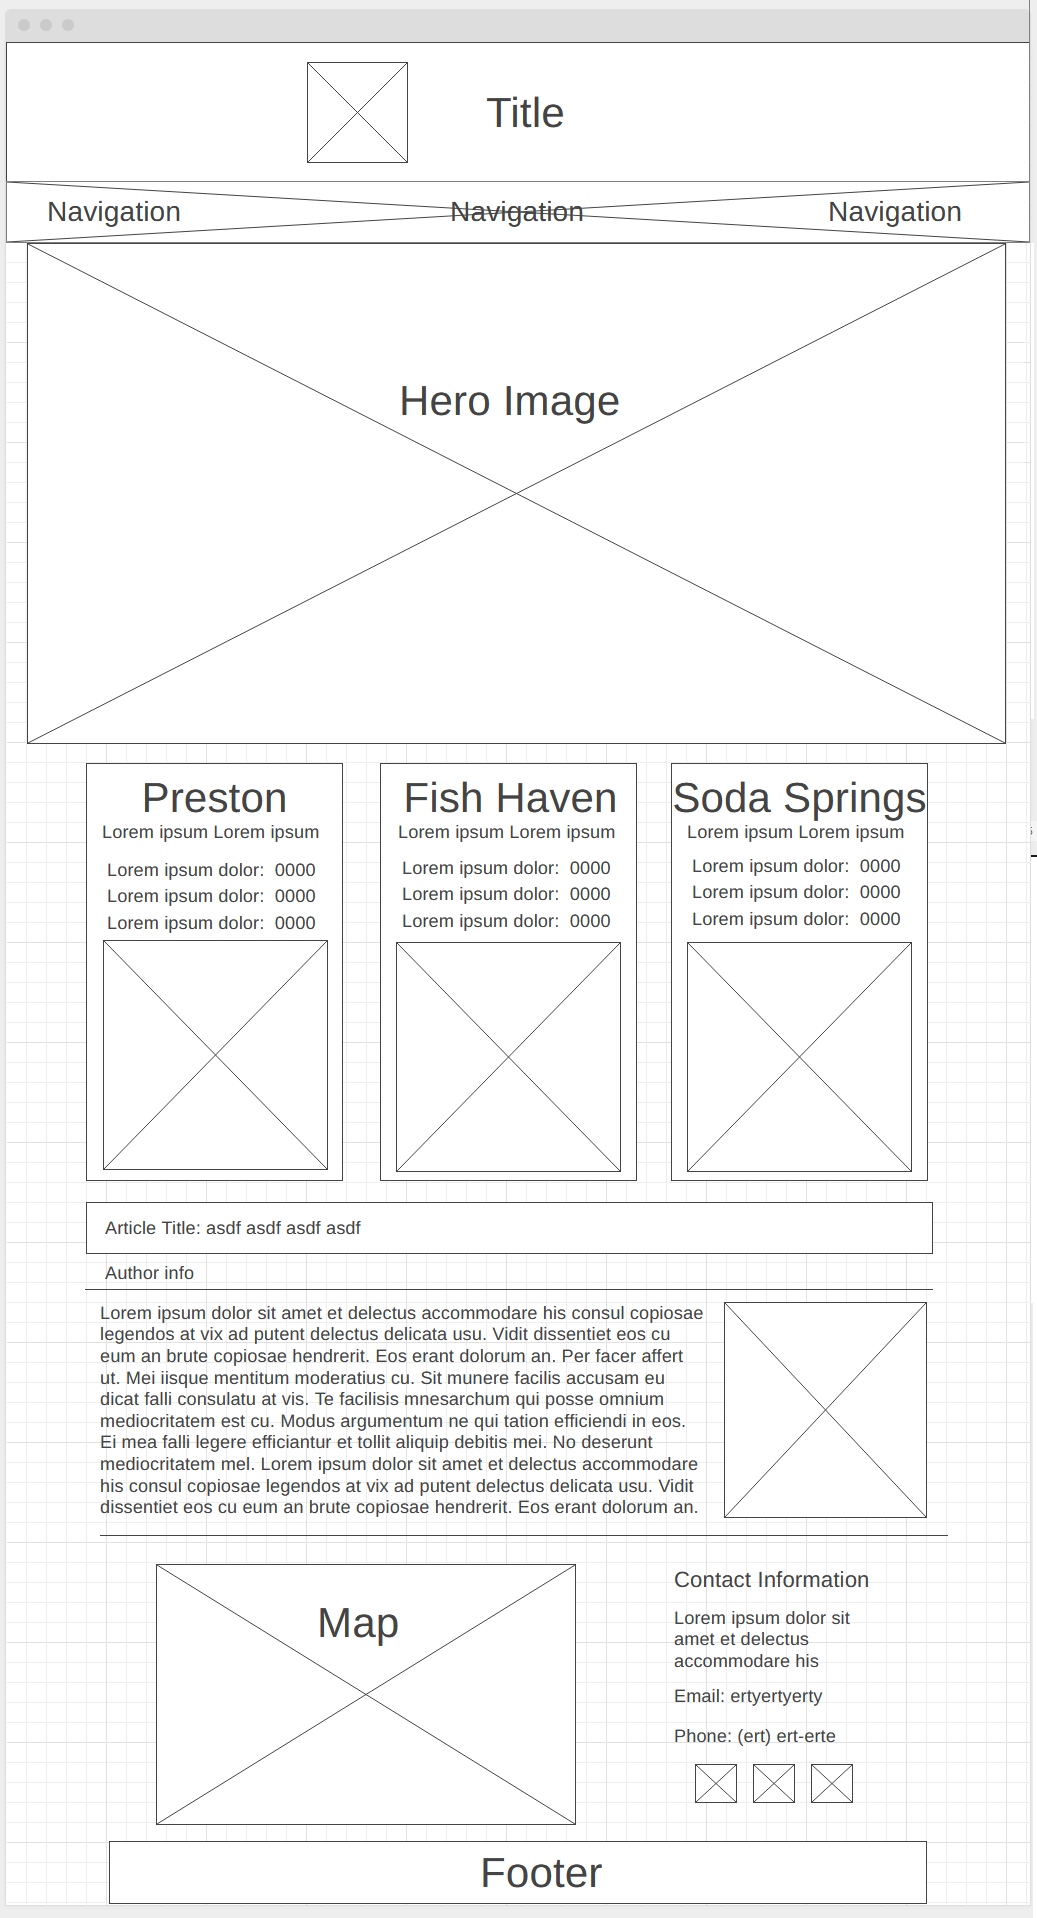 Title
Navigation Navigation Navigation
Hero Image
Preston
Lorem ipsum Lorem ipsum
Lorem ipsum dolor: 0000
Lorem ipsum dolor: 0000
Lorem ipsum dolor: 0000
Fish Haven
Lorem ipsum Lorem ipsum
Lorem ipsum dolor: 0000
Lorem ipsum dolor: 0000
Lorem ipsum dolor: 0000
Soda Springs
Lorem ipsum Lorem ipsum
Lorem ipsum dolor: 0000
Lorem ipsum dolor: 0000
Lorem ipsum dolor: 0000
Article Title: asdf asdf asdf asdf
Author info
Lorem ipsum dolor sit amet et delectus accommodare his consul copiosae
legendos at vix ad putent delectus delicata usu. Vidit dissentiet eos cu
eum an brute copiosae hendrerit. Eos erant dolorum an. Per facer affert
ut. Mei iisque mentitum moderatius cu. Sit munere facilis accusam eu
dicat falli consulatu at vis. Te facilisis mnesarchum qui posse omnium
mediocritatem est cu. Modus argumentum ne qui tation efficiendi in eos.
Ei mea falli legere efficiantur et tollit aliquip debitis mei. No deserunt
mediocritatem mel. Lorem ipsum dolor sit amet et delectus accommodare
his consul copiosae legendos at vix ad putent delectus delicata usu. Vidit
dissentiet eos cu eum an brute copiosae hendrerit. Eos erant dolorum an.
Map
Contact Information
Lorem ipsum dolor sit
amet et delectus
accommodare his
Email: ertyertyerty
Phone: (ert) ert-erte
Footer